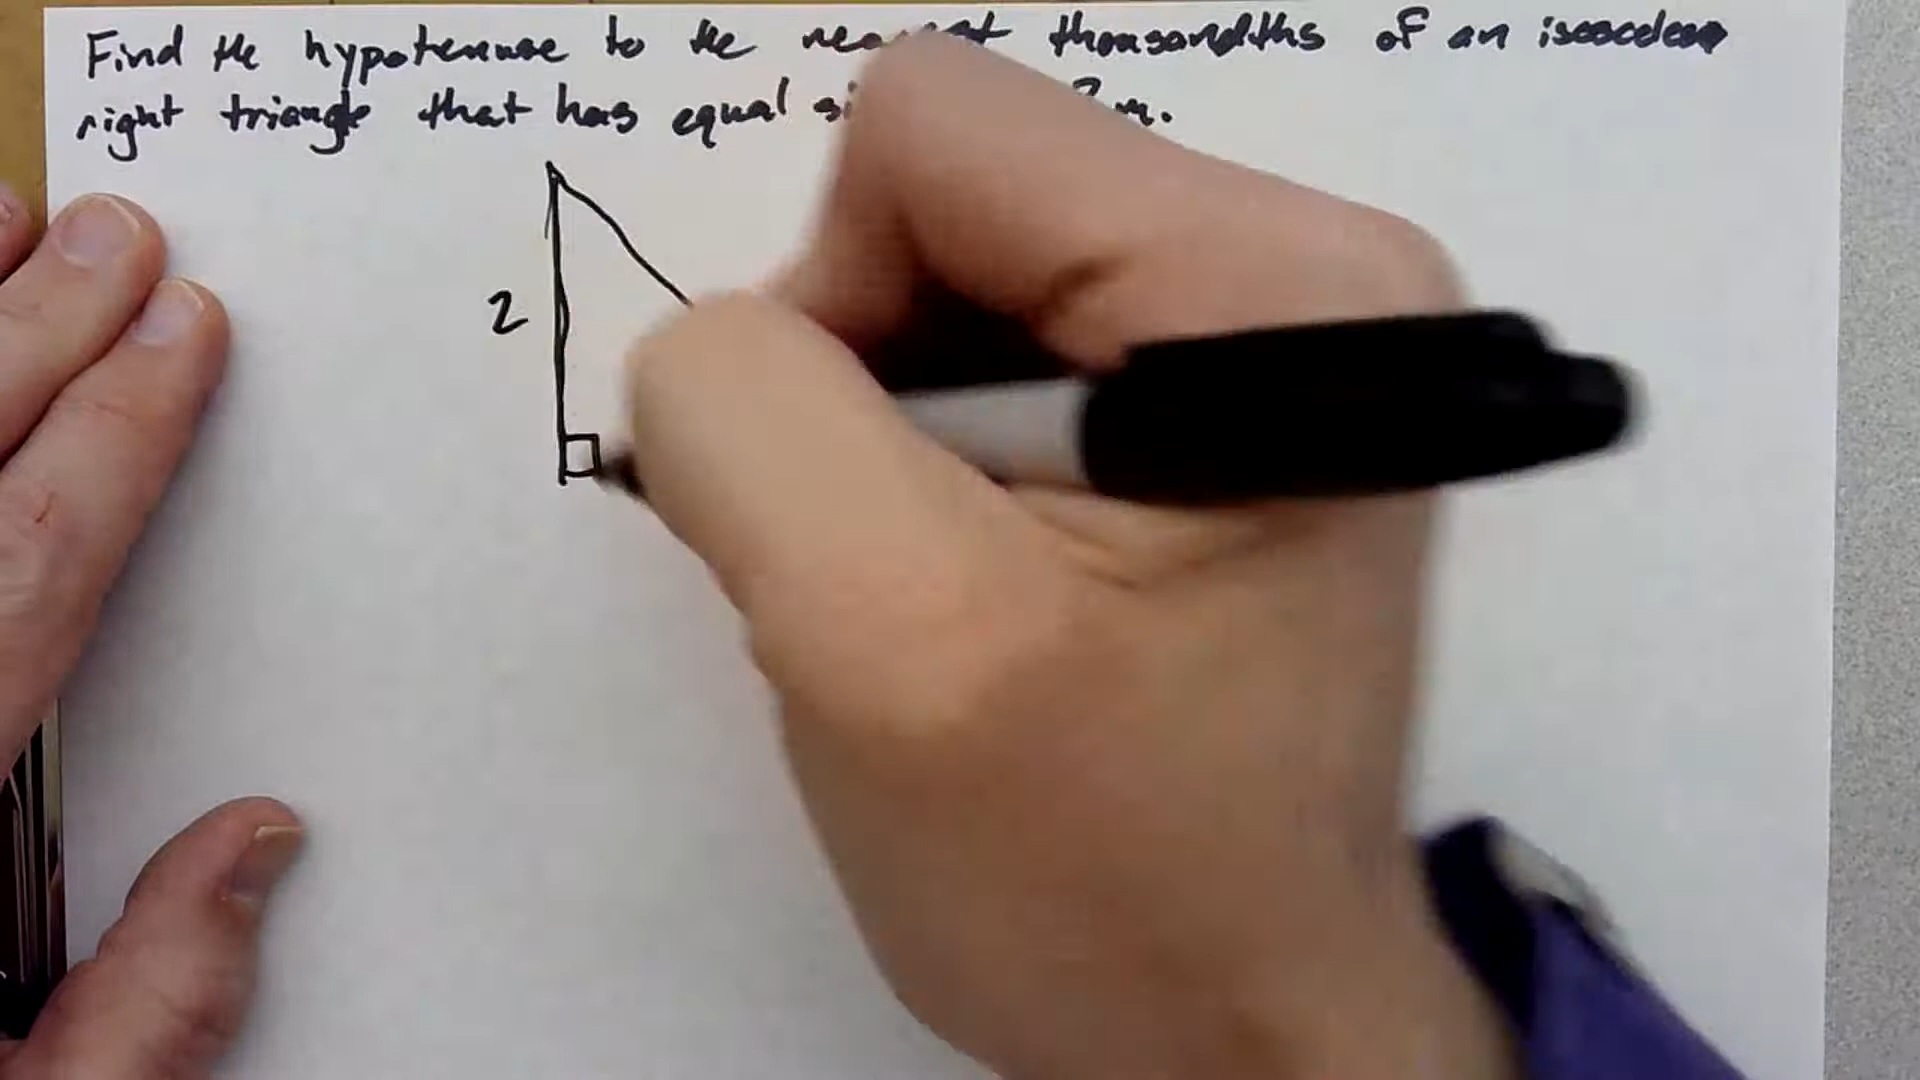 Find the hypotenuse to the nearest thousandths of an isosceles
right triangle that has equal m.
2